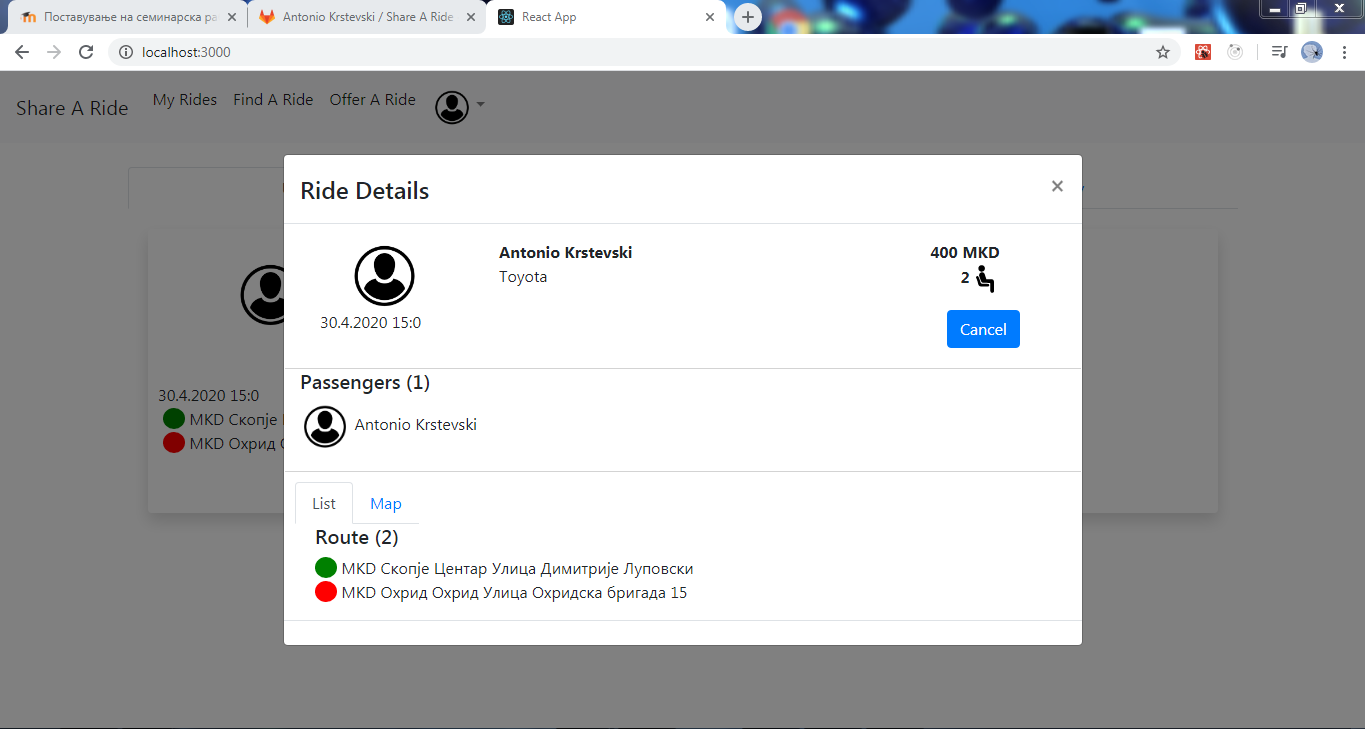 Поставување на семинарска ра
Antonio Krstevski / Share A Ride
React App
localhost:3000
Share A Ride
My Rides
Find A Ride
Offer A Ride
Ride Details
×
Antonio Krstevski
400 MKD
Toyota
2
30.4.2020 15:0
Cancel
Passengers (1)
Antonio Krstevski
30.4.2020 15:0
MKD Скопје
MKD Охрид
List
Map
Route (2)
MKD Скопје Центар Улица Димитрије Луповски
MKD Охрид Охрид Улица Охридска бригада 15